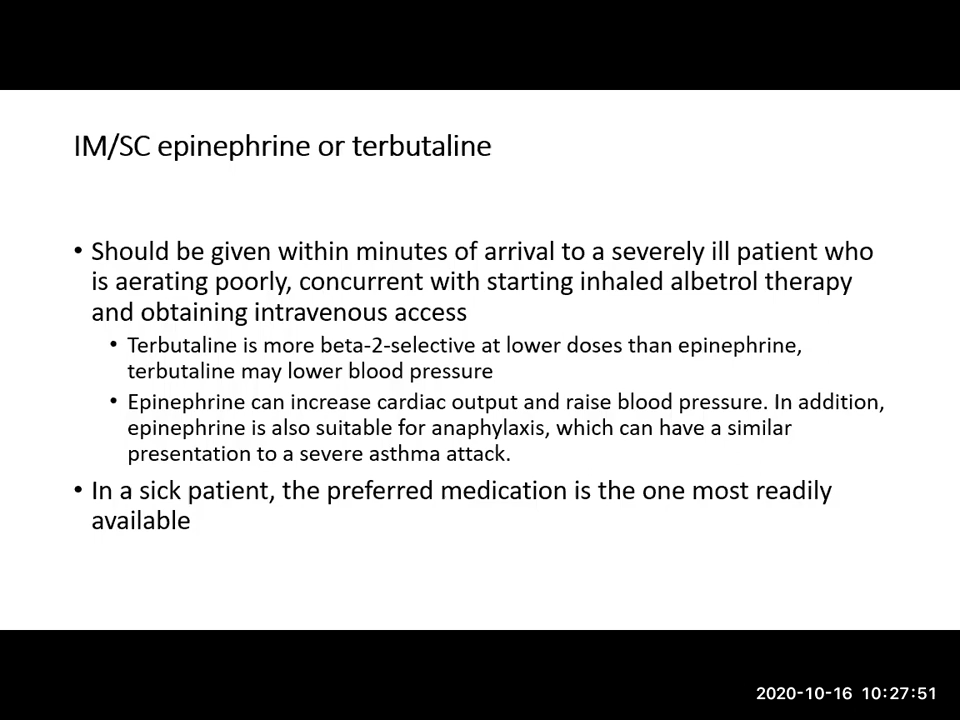 IM/SC epinephrine or terbutaline
• Should be given within minutes of arrival to a severely ill patient who
is aerating poorly, concurrent with starting inhaled albetrol therapy
and obtaining intravenous access
• Terbutaline is more beta-2-selective at lower doses than epinephrine,
terbutaline may lower blood pressure
• Epinephrine can increase cardiac output and raise blood pressure. In addition,
epinephrine is also suitable for anaphylaxis, which can have a similar
presentation to a severe asthma attack.
• In a sick patient, the preferred medication is the one most readily
available
2020-10-16 10:27:51